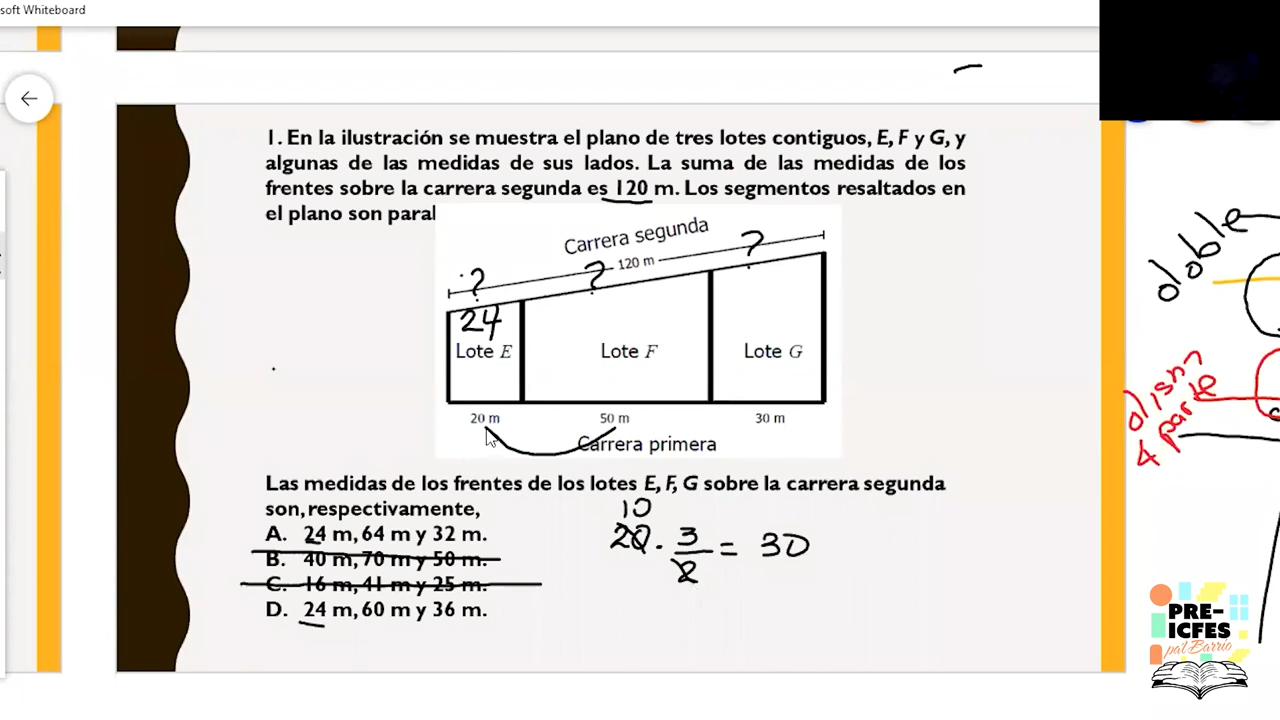 soft Whiteboard
1. En la ilustración se muestra el plano de tres lotes contiguos, E, F y G, y
algunas de las medidas de sus lados. La suma de las medidas de los
frentes sobre la carrera segunda es 120 m. Los segmentos resaltados en
el plano son paral
Carrera segunda
120 m
? ? ?
24
Lote E Lote F Lote G
20 m 50 m 30 m
Carrera primera
Las medidas de los frentes de los lotes E, F, G sobre la carrera segunda
son, respectivamente,
A. 24 m, 64 m y 32 m.
B. 40 m, 70 m y 50 m.
C. 16 m, 41 m y 25 m.
D. 24 m, 60 m y 36 m.
10
20 · 3/2 = 30
doble
4 parte
PRE-
ICFES
pal Barrio